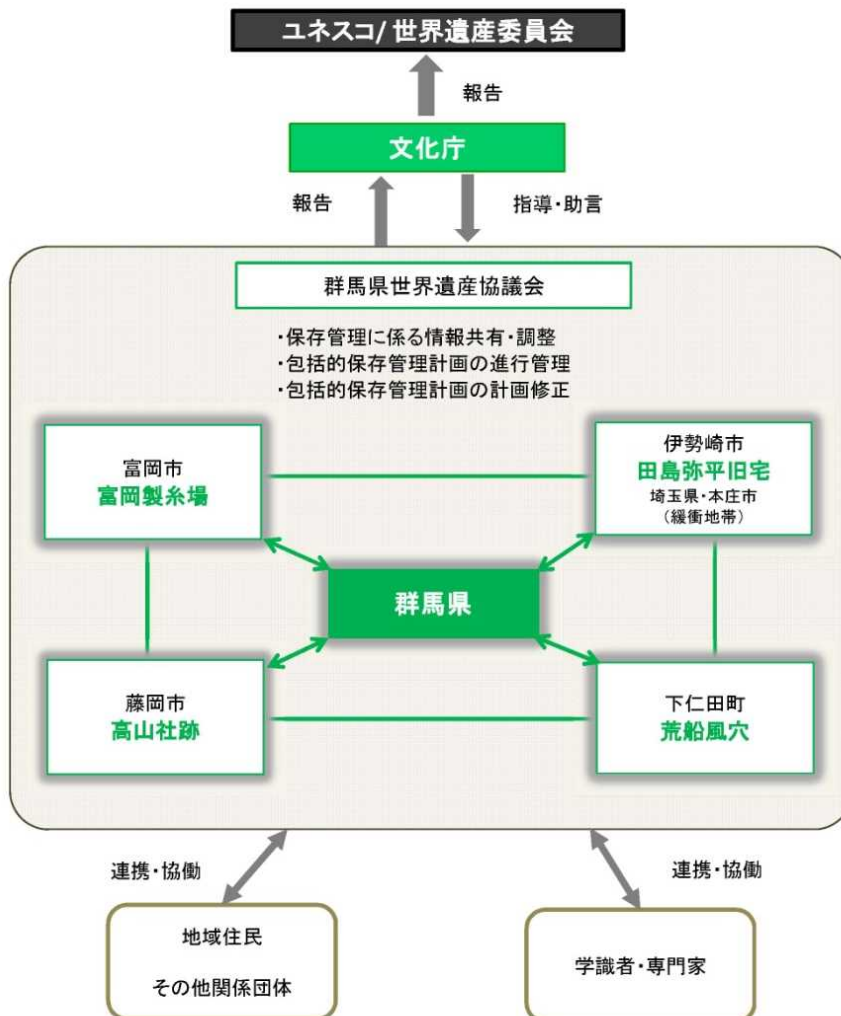 ユネスコ/世界遺産委員会
報告
文化庁
報告
指導・助言
群馬県世界遺産協議会
・保存管理に係る情報共有・調整
・包括的保存管理計画の進行管理
・包括的保存管理計画の計画修正
富岡市
富岡製糸場
伊勢崎市
田島弥平旧宅
埼玉県・本庄市
(緩衝地帯)
群馬県
藤岡市
高山社跡
下仁田町
荒船風穴
連携・協働
連携・協働
地域住民
その他関係団体
学識者・専門家